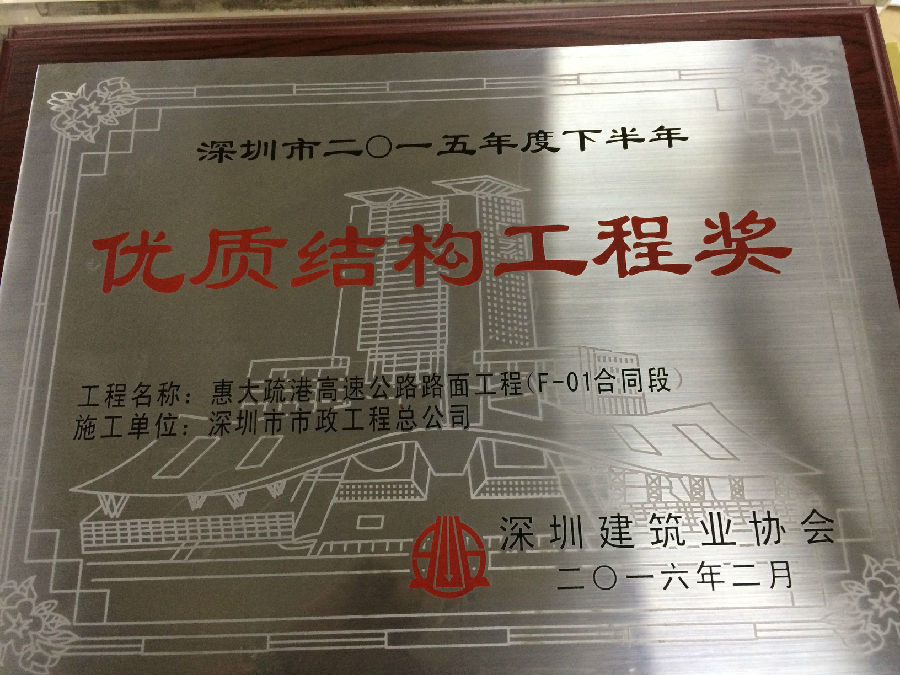 深圳市二〇一五年度下半年
优质结构工程奖
工程名称：惠大疏港高速公路路面工程(F-01合同段)
施工单位：深圳市市政工程总公司
深圳建筑业协会
二〇一六年二月